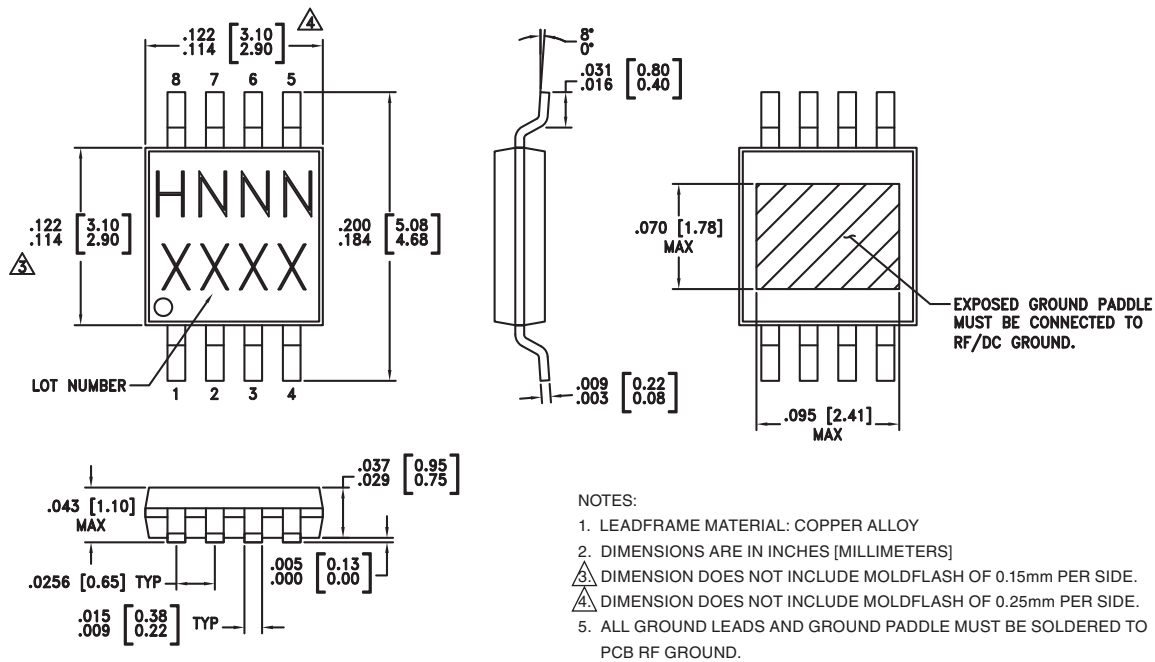 .122 [3.10]
.114 [2.90]
4
8 7 6 5
HNNN
XXXX
.122 [3.10]
.114 [2.90]
3
.200 [5.08]
.184 [4.68]
LOT NUMBER
1 2 3 4
8°
0°
.031 [0.80]
.016 [0.40]
.009 [0.22]
.003 [0.08]
.070 [1.78]
MAX
EXPOSED GROUND PADDLE
MUST BE CONNECTED TO
RF/DC GROUND.
.095 [2.41]
MAX
.037 [0.95]
.029 [0.75]
.043 [1.10]
MAX
.005 [0.13]
.000 [0.00]
.0256 [0.65] TYP
.015 [0.38]
.009 [0.22] TYP
NOTES:
1. LEADFRAME MATERIAL: COPPER ALLOY
2. DIMENSIONS ARE IN INCHES [MILLIMETERS]
3. DIMENSION DOES NOT INCLUDE MOLDFLASH OF 0.15mm PER SIDE.
4. DIMENSION DOES NOT INCLUDE MOLDFLASH OF 0.25mm PER SIDE.
5. ALL GROUND LEADS AND GROUND PADDLE MUST BE SOLDERED TO
PCB RF GROUND.